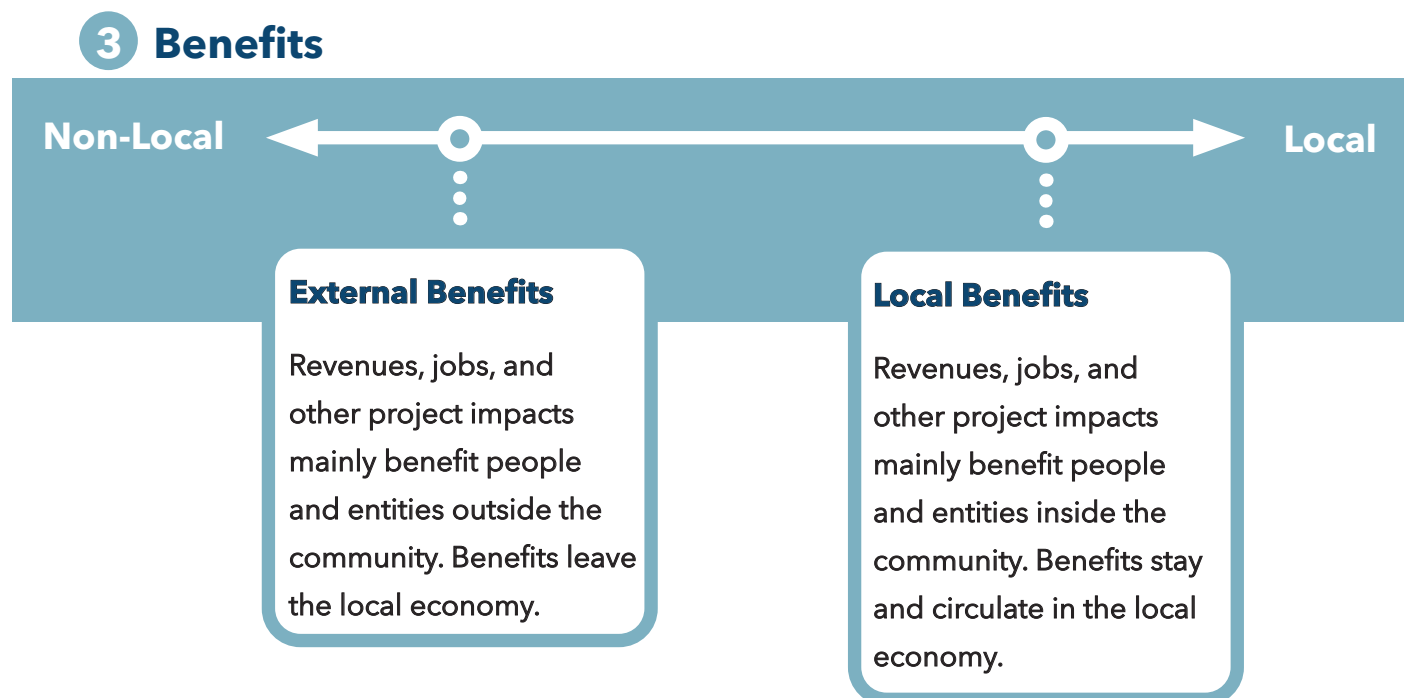 3 Benefits
Non-Local
Local
External Benefits
Revenues, jobs, and
other project impacts
mainly benefit people
and entities outside the
community. Benefits leave
the local economy.
Local Benefits
Revenues, jobs, and
other project impacts
mainly benefit people
and entities inside the
community. Benefits stay
and circulate in the local
economy.